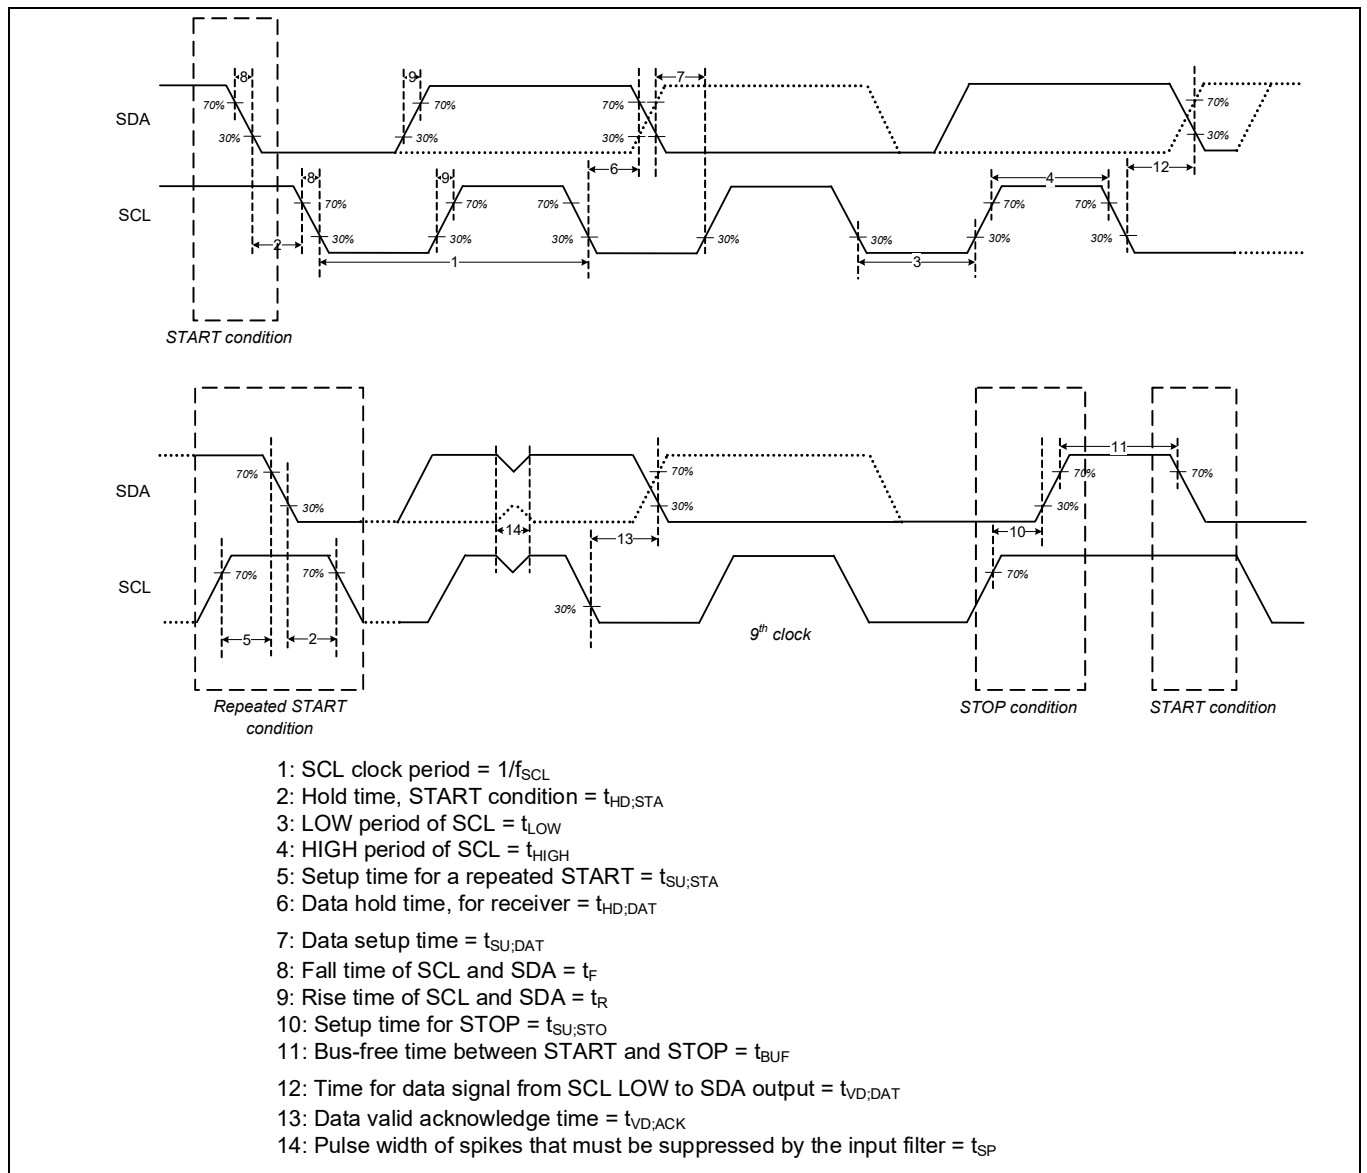 8 9 7
70% 70% 70% 70%
SDA
30% 30% 30% 30%
6 12
8 9 4
70% 70% 70% 70% 70%
SCL
30% 30% 30% 30% 30% 30% 30%
2 1 3
START condition
11
70% 70% 70% 70%
SDA
30% 30% 30%
14 13 10
70% 70% 70%
SCL
30%
5 2
9th clock
Repeated START
condition
STOP condition
START condition
1: SCL clock period = 1/fSCL
2: Hold time, START condition = tHD;STA
3: LOW period of SCL = tLOW
4: HIGH period of SCL = tHIGH
5: Setup time for a repeated START = tSU;STA
6: Data hold time, for receiver = tHD;DAT
7: Data setup time = tSU;DAT
8: Fall time of SCL and SDA = tF
9: Rise time of SCL and SDA = tR
10: Setup time for STOP = tSU;STO
11: Bus-free time between START and STOP = tBUF
12: Time for data signal from SCL LOW to SDA output = tVD;DAT
13: Data valid acknowledge time = tVD;ACK
14: Pulse width of spikes that must be suppressed by the input filter = tSP